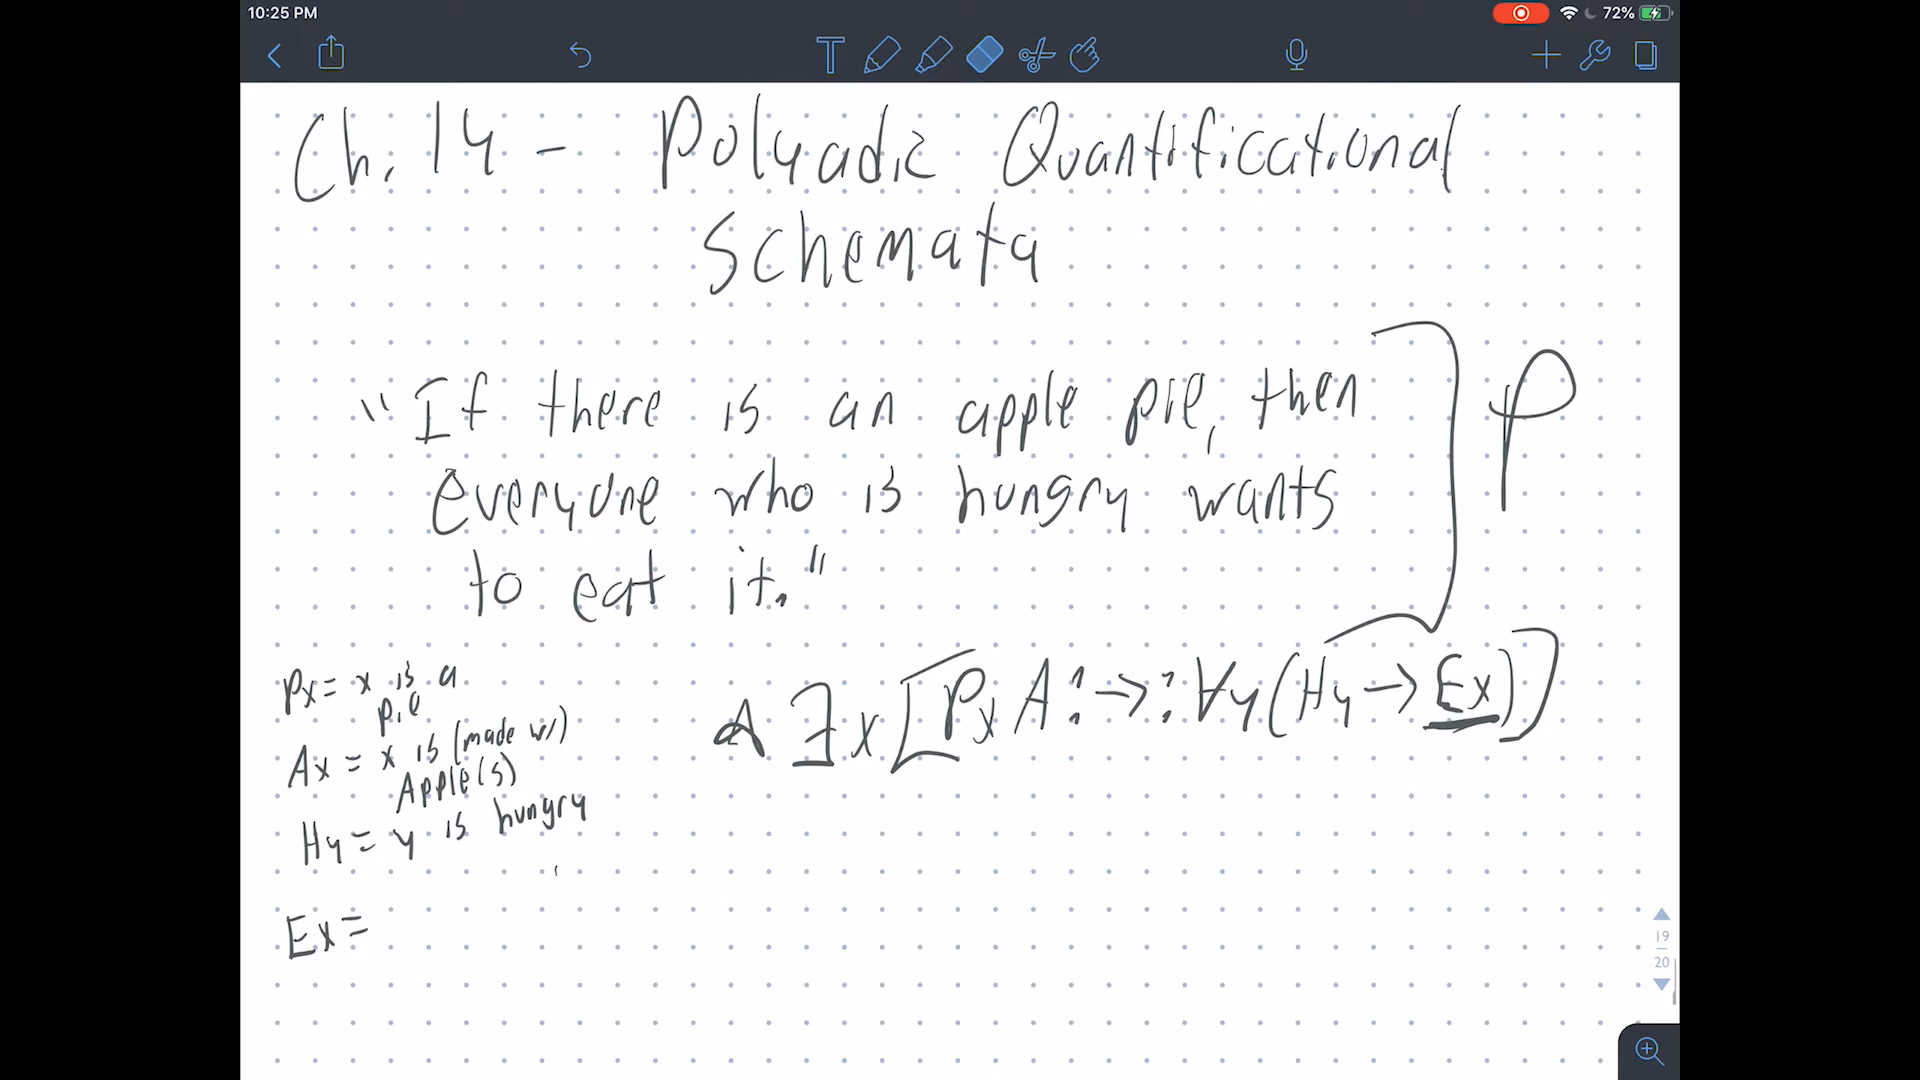 10:25 PM
72%
Ch. 14 - Polyadic Quantificational
Schemata
"If there is an apple pie, then
everyone who is hungry wants
to eat it."
P
Px = x is a
pie
Ax = x is (made w/)
Apple(s)
Hy = y is hungry
Ex =
∃x[Px A:→:∀y(Hy→Ex)]
19
20